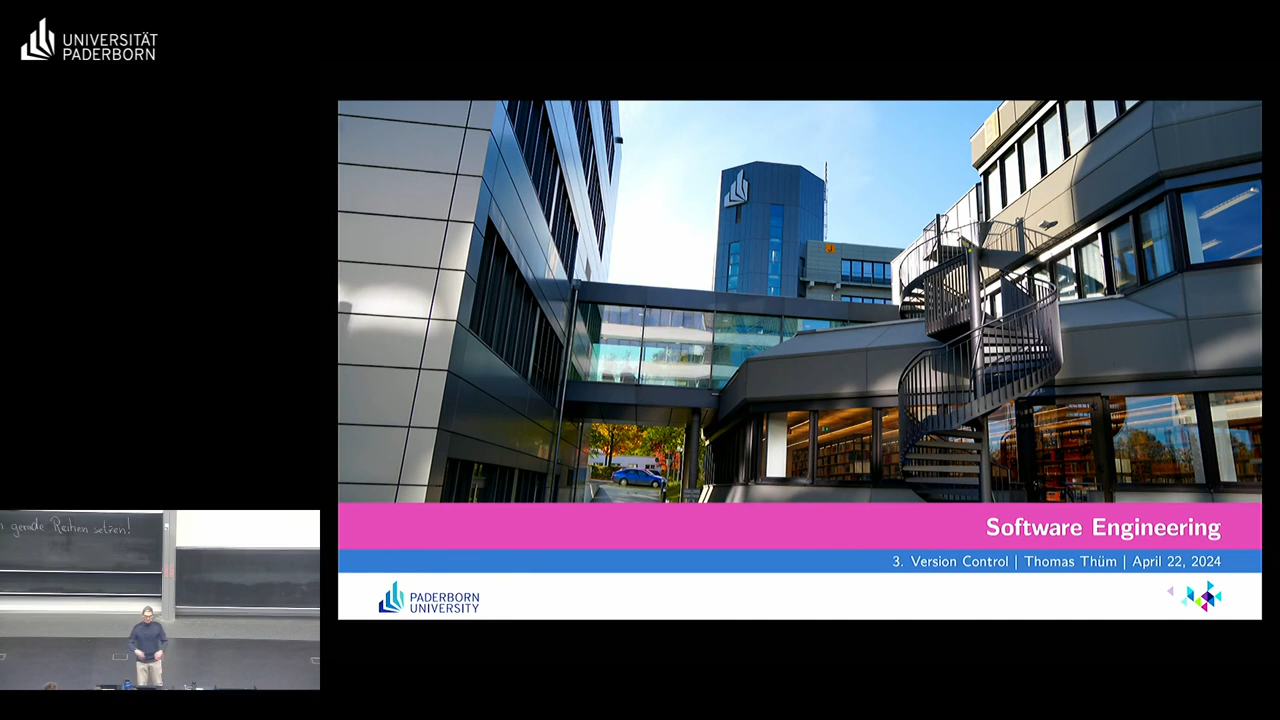 UNIVERSITÄT
PADERBORN
gerade Reihen setzen!
Software Engineering
3. Version Control | Thomas Thüm | April 22, 2024
PADERBORN
UNIVERSITY